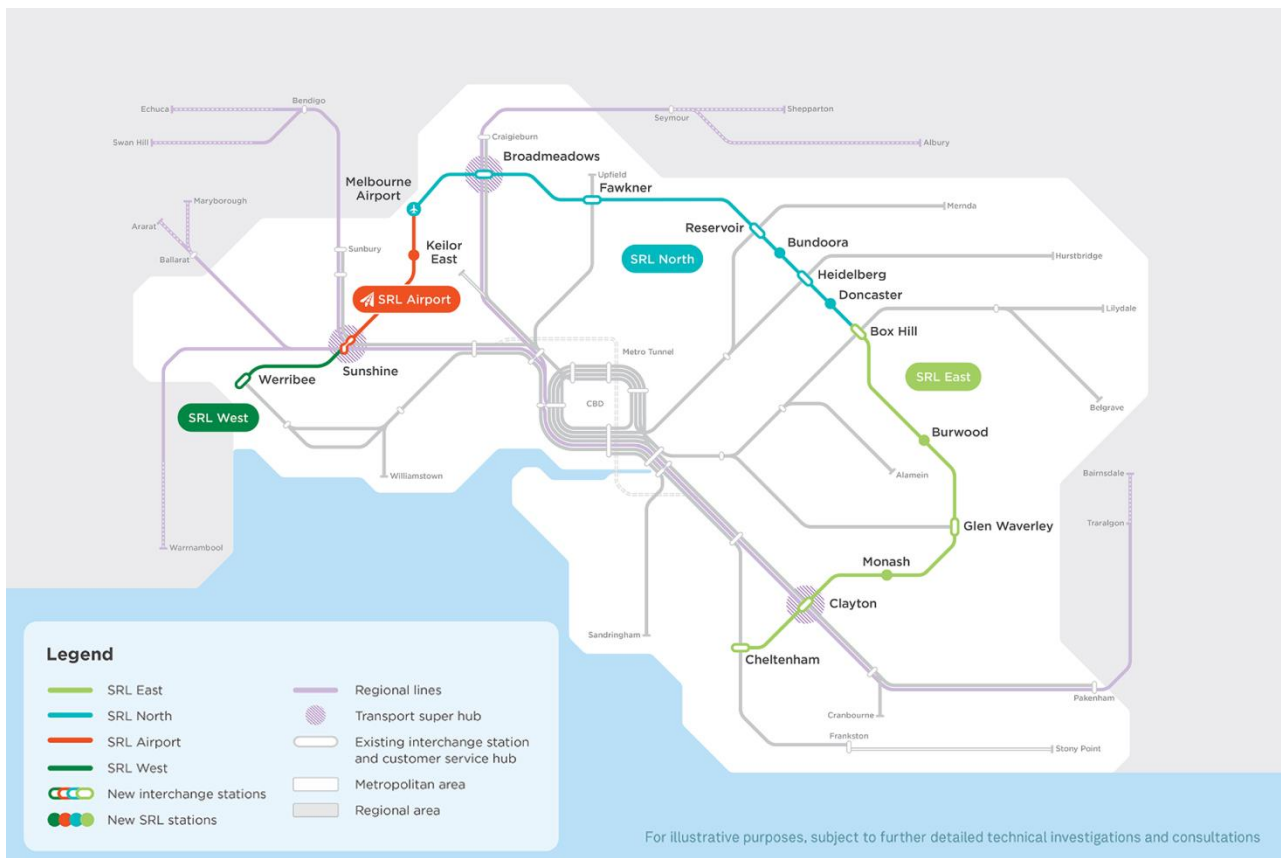 Echuca
Bendigo
Swan Hill
Seymour
Shepparton
Albury
Craigieburn
Broadmeadows
Melbourne
Airport
Upfield
Fawkner
Maryborough
Ararat
Ballarat
Sunbury
Keilor
East
SRL North
SRL Airport
Reservoir
Mernda
Bundoora
Heidelberg
Hurstbridge
Doncaster
Lilydale
Box Hill
Metro Tunnel
Sunshine
Werribee
SRL West
CBD
SRL East
Belgrave
Burwood
Williamstown
Alamein
Bairnsdale
Traralgon
Glen Waverley
Warrnambool
Monash
Clayton
Sandringham
Cheltenham
Pakenham
Cranbourne
Frankston
Stony Point
Legend
SRL East
SRL North
SRL Airport
SRL West
New interchange stations
New SRL stations
Regional lines
Transport super hub
Existing interchange station
and customer service hub
Metropolitan area
Regional area
For illustrative purposes, subject to further detailed technical investigations and consultations